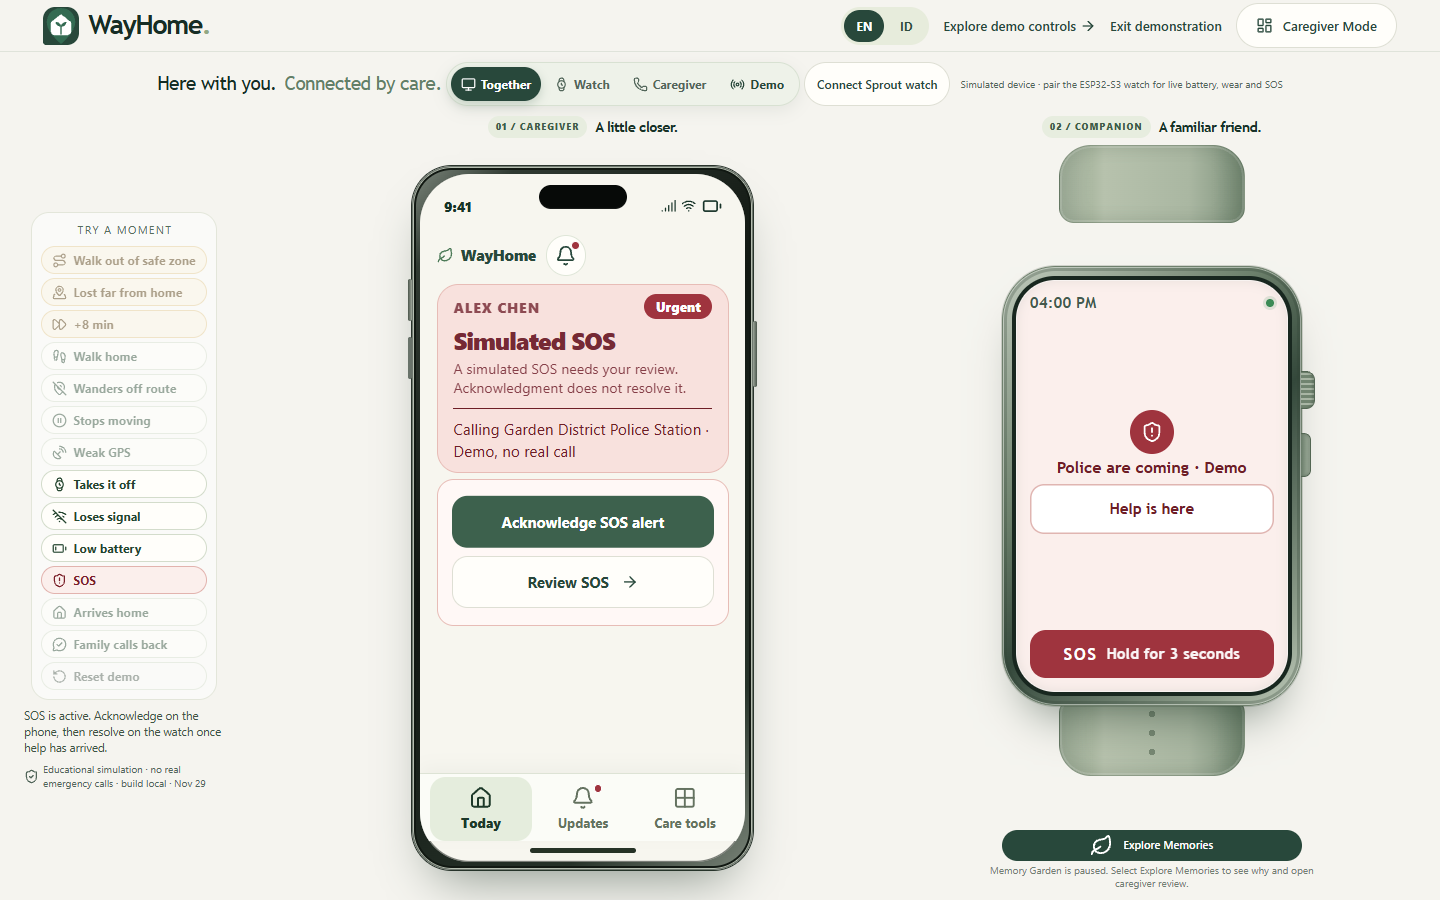 WayHome.
EN ID Explore demo controls → Exit demonstration Caregiver Mode
Here with you. Connected by care. Together Watch Caregiver Demo Connect Sprout watch Simulated device · pair the ESP32-S3 watch for live battery, wear and SOS
01 / CAREGIVER A little closer.
02 / COMPANION A familiar friend.
TRY A MOMENT
Walk out of safe zone
Lost far from home
+8 min
Walk home
Wanders off route
Stops moving
Weak GPS
Takes it off
Loses signal
Low battery
SOS
Arrives home
Family calls back
Reset demo
SOS is active. Acknowledge on the
phone, then resolve on the watch once
help has arrived.
Educational simulation · no real
emergency calls · build local · Nov 29
9:41
WayHome
ALEX CHEN Urgent
Simulated SOS
A simulated SOS needs your review.
Acknowledgment does not resolve it.
Calling Garden District Police Station ·
Demo, no real call
Acknowledge SOS alert
Review SOS →
Today Updates Care tools
04:00 PM
Police are coming · Demo
Help is here
SOS Hold for 3 seconds
Explore Memories
Memory Garden is paused. Select Explore Memories to see why and open
caregiver review.